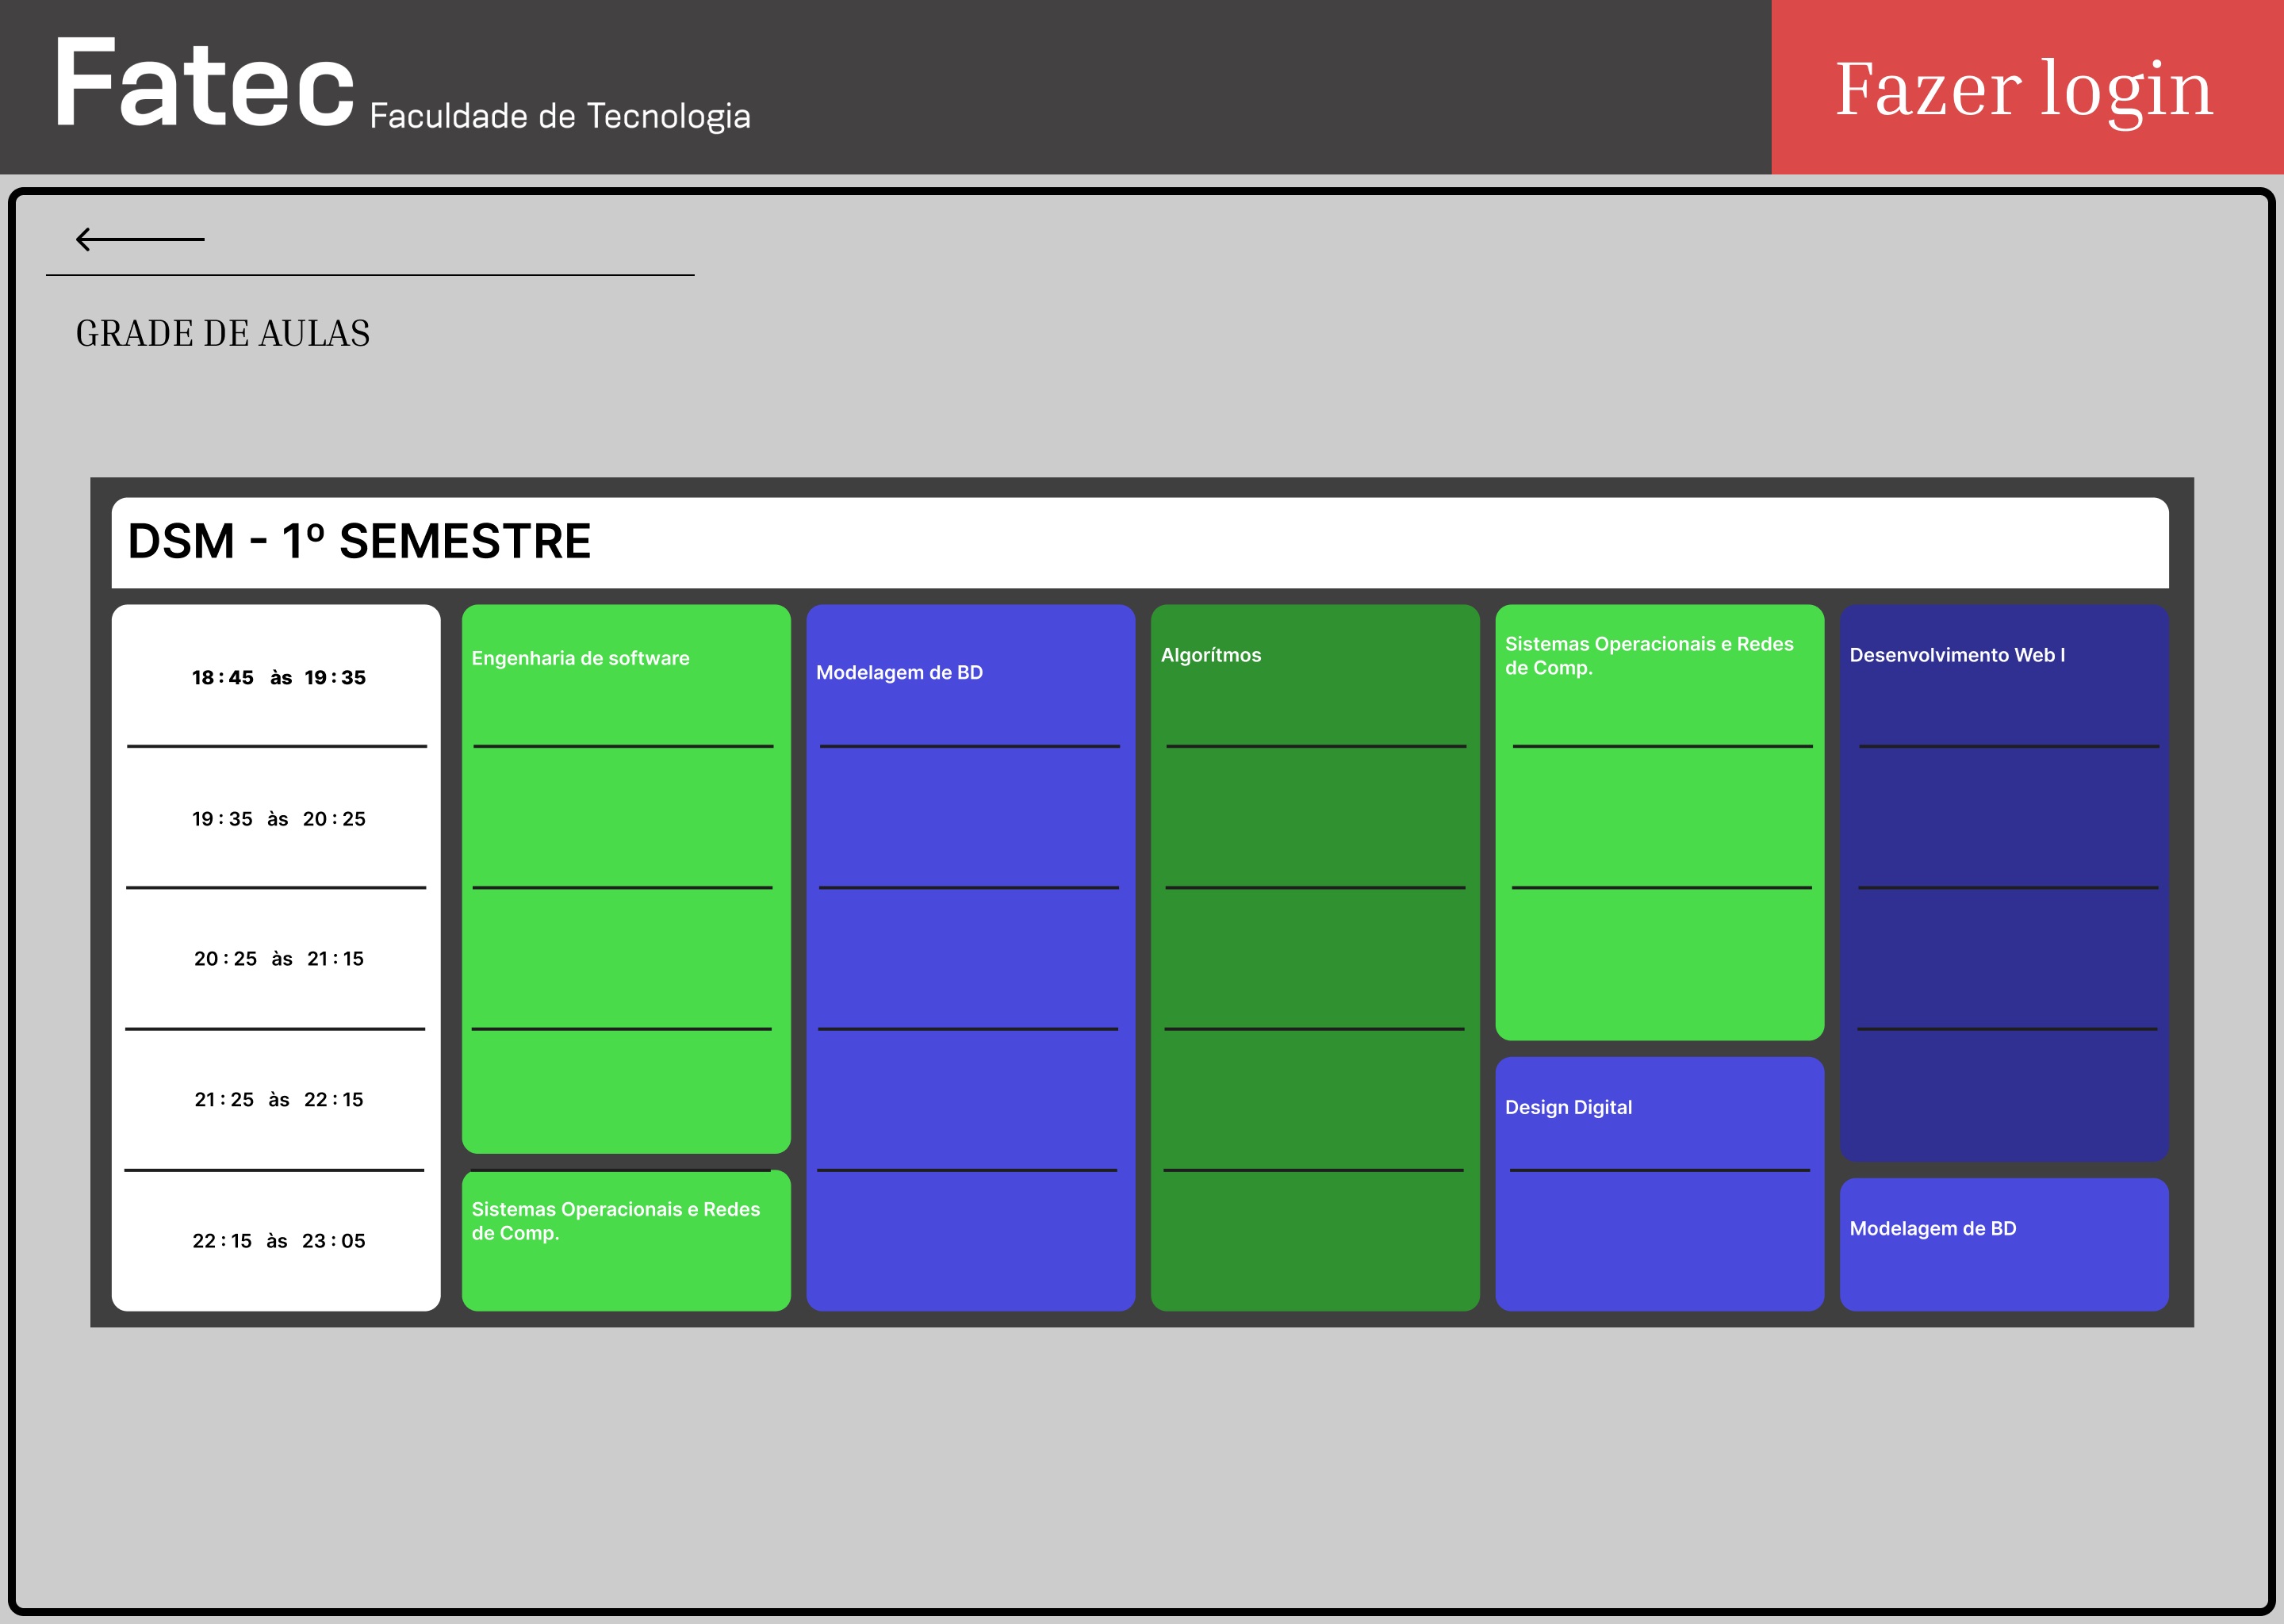 Fatec Faculdade de Tecnologia
Fazer login
GRADE DE AULAS
DSM - 1º SEMESTRE
18:45 às 19:35
19:35 às 20:25
20:25 às 21:15
21:25 às 22:15
22:15 às 23:05
Engenharia de software
Sistemas Operacionais e Redes
de Comp.
Modelagem de BD
Algorítmos
Sistemas Operacionais e Redes
de Comp.
Design Digital
Desenvolvimento Web I
Modelagem de BD